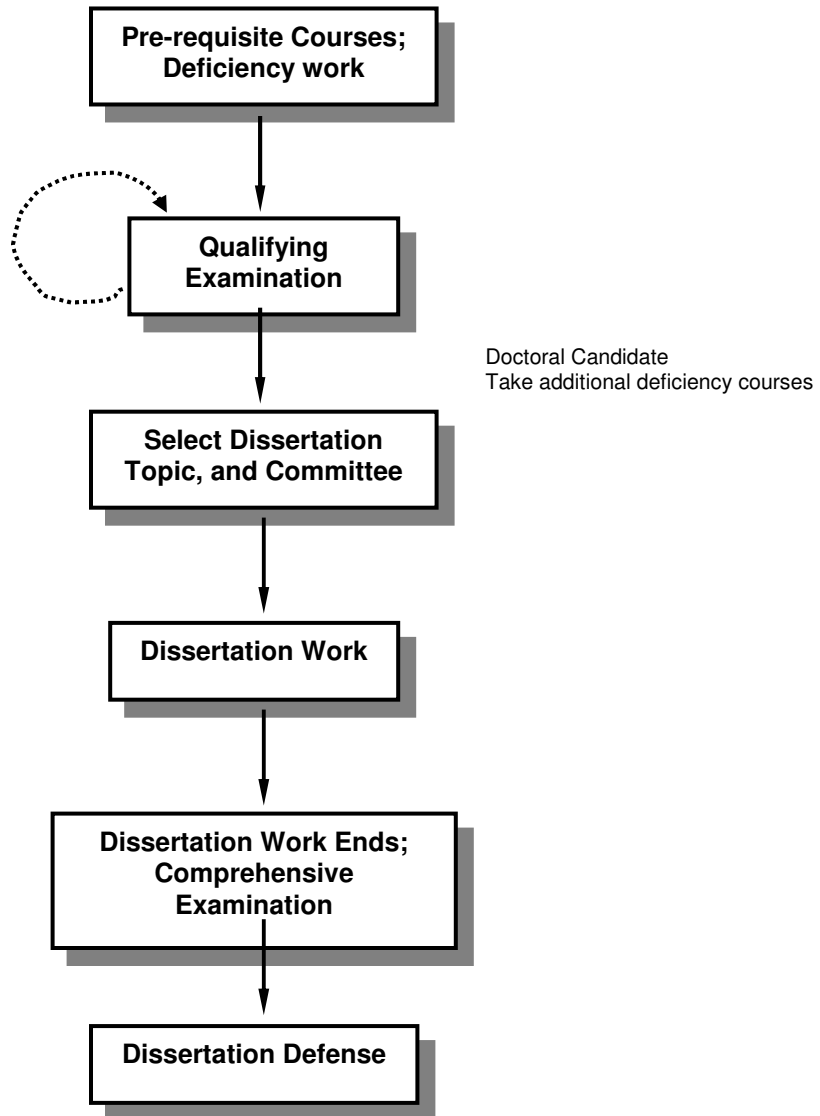 Pre-requisite Courses;
Deficiency work
Qualifying
Examination
Doctoral Candidate
Take additional deficiency courses
Select Dissertation
Topic, and Committee
Dissertation Work
Dissertation Work Ends;
Comprehensive
Examination
Dissertation Defense